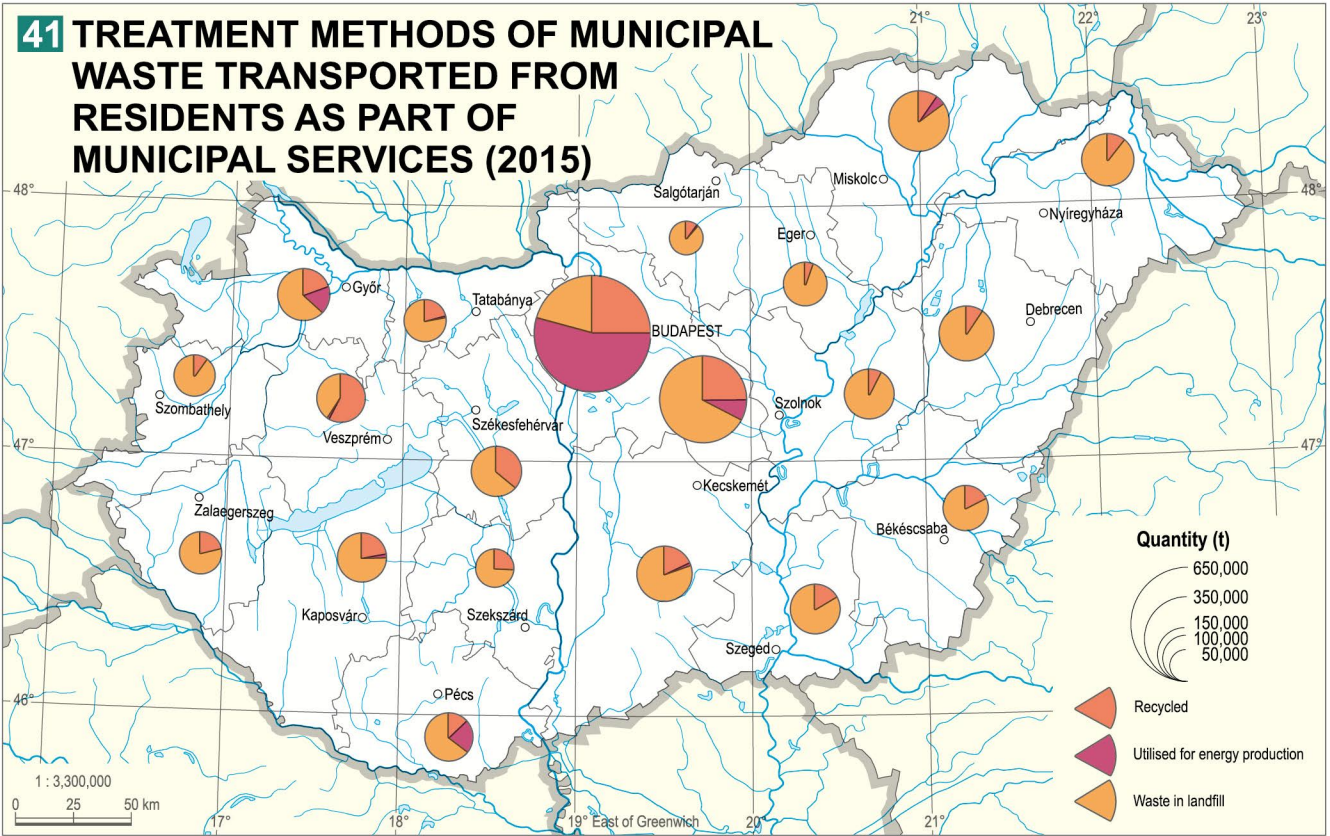 41 TREATMENT METHODS OF MUNICIPAL
WASTE TRANSPORTED FROM
RESIDENTS AS PART OF
MUNICIPAL SERVICES (2015)
21°
22°
23°
48°
48°
Salgótarján
Miskolc
Nyíregyháza
Eger
Győr
Tatabánya
BUDAPEST
Debrecen
Szombathely
Veszprém
Székesfehérvár
Szolnok
47°
47°
Kecskemét
Zalaegerszeg
Békéscsaba
Kaposvár
Szekszárd
Szeged
46°
Pécs
Quantity (t)
650,000
350,000
150,000
100,000
50,000
Recycled
Utilised for energy production
Waste in landfill
1 : 3,300,000
0 25 50 km
17°
18°
19° East of Greenwich
20°
21°